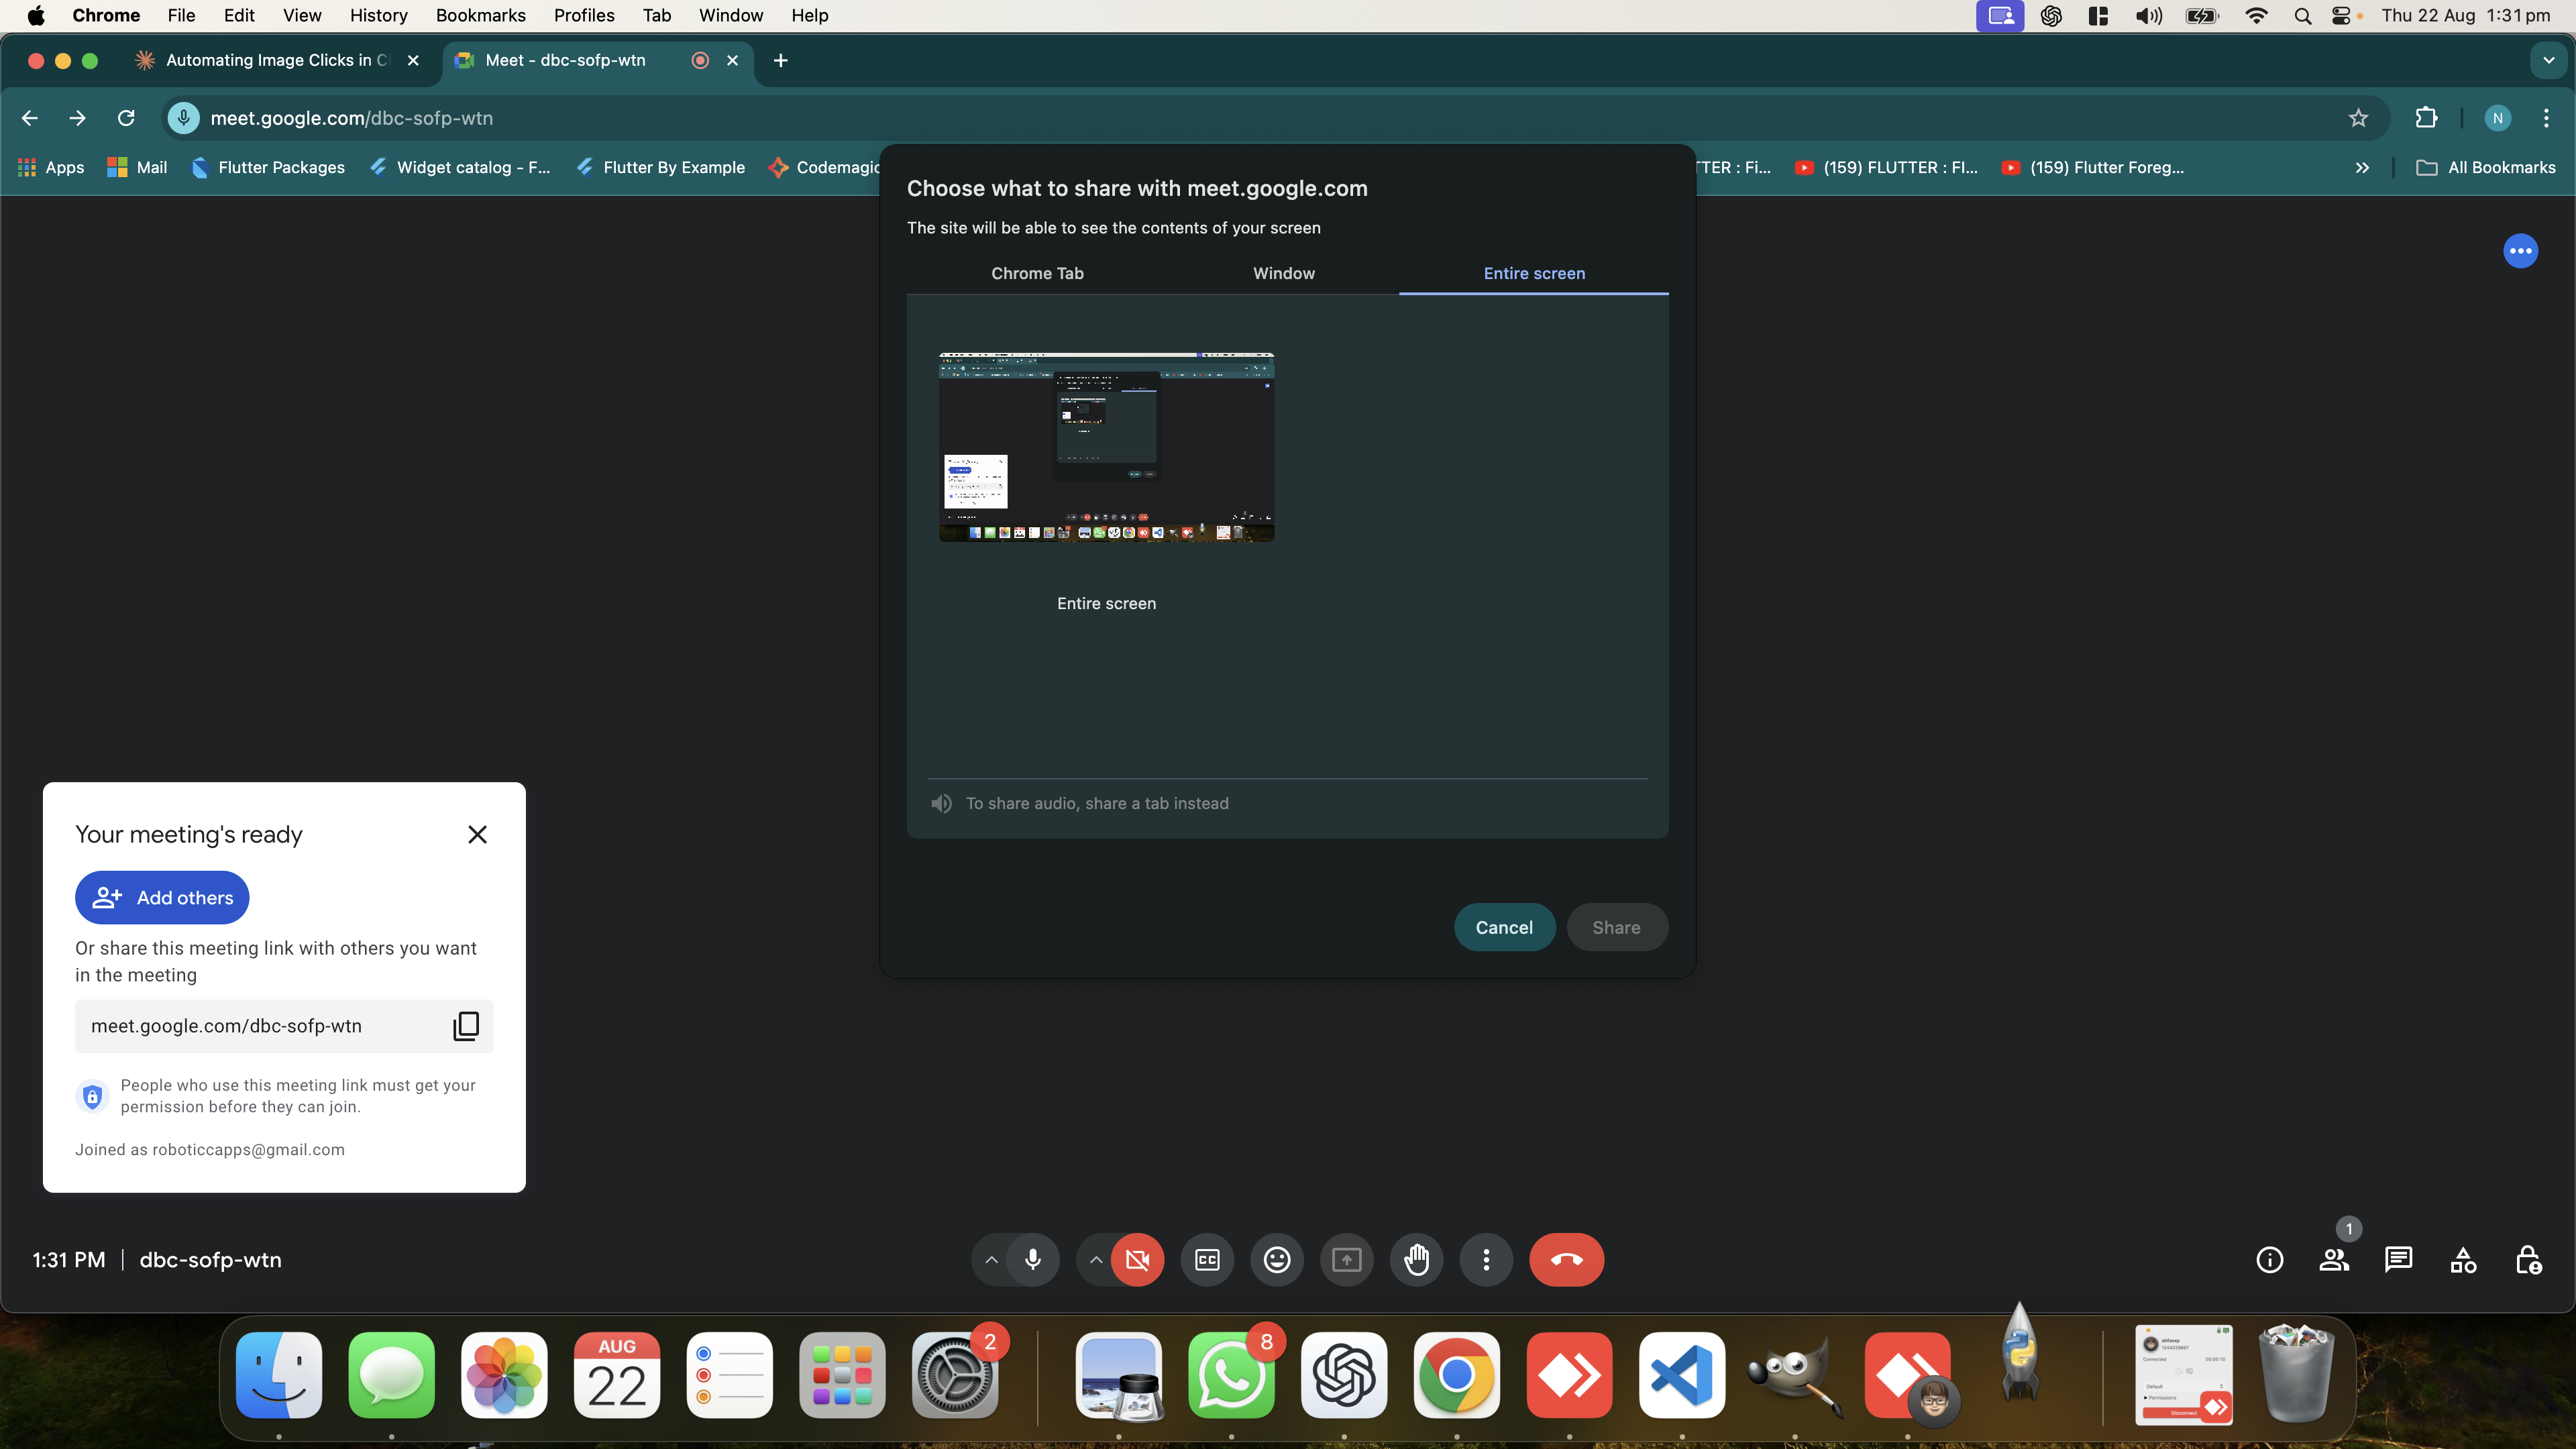 Chrome File Edit View History Bookmarks Profiles Tab Window Help Thu 22 Aug 1:31 pm
Automating Image Clicks in C Meet - dbc-sofp-wtn
meet.google.com/dbc-sofp-wtn N
Apps Mail Flutter Packages Widget catalog - F... Flutter By Example Codemagic TER : Fi... (159) FLUTTER : Fl... (159) Flutter Foreg... All Bookmarks
Choose what to share with meet.google.com
The site will be able to see the contents of your screen
Chrome Tab Window Entire screen
Entire screen
To share audio, share a tab instead
Cancel Share
Your meeting's ready
Add others
Or share this meeting link with others you want
in the meeting
meet.google.com/dbc-sofp-wtn
People who use this meeting link must get your
permission before they can join.
Joined as roboticcapps@gmail.com
1:31 PM dbc-sofp-wtn
CC
1
AUG
22
2
8
Connected
Default
Permissions
Disconnect